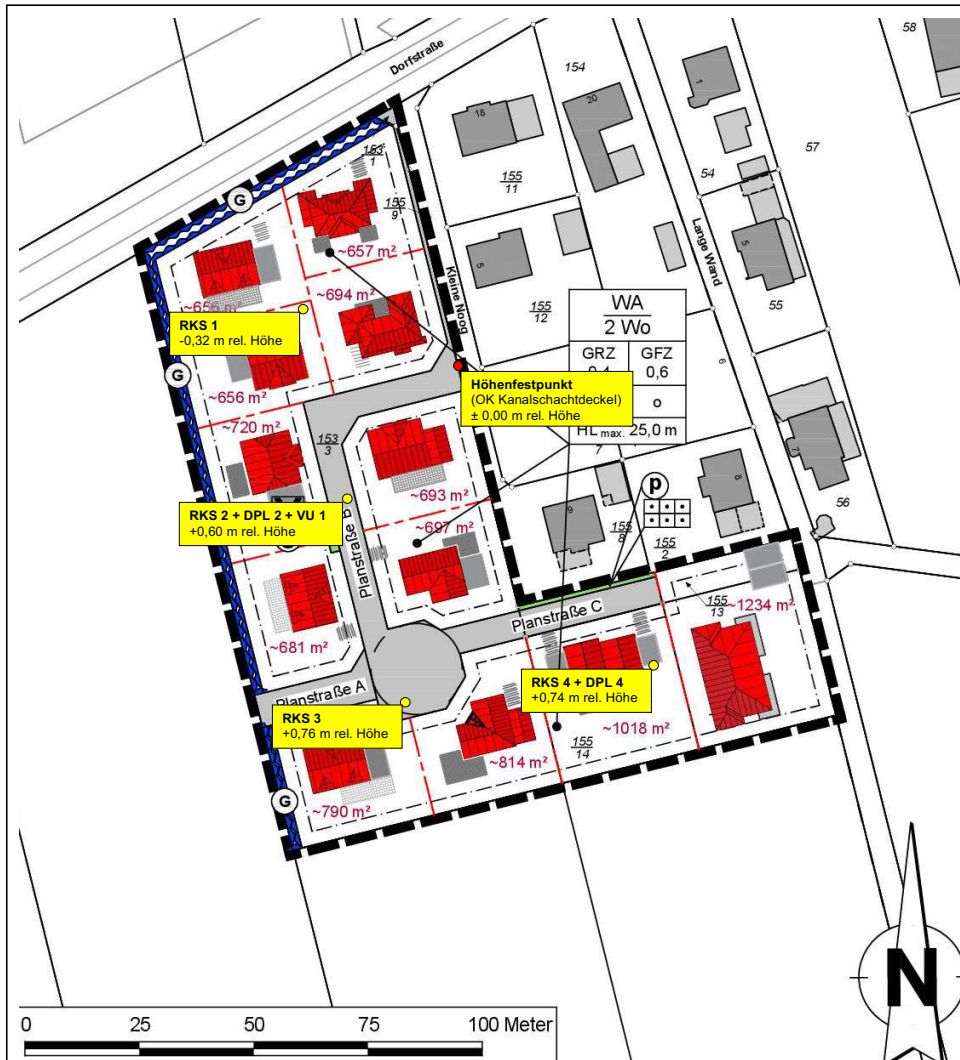 58
Dorfstraße
154
1
18
20
57
153
1
155
11
54
G
155
9
~657 m²
5
Kleine Noog
Lange Wand
5
~694 m²
155
12
55
~656 m²
WA
2 Wo
RKS 1
-0,32 m rel. Höhe
GRZ
GFZ
6
0,6
G
Höhenfestpunkt
(OK Kanalschachtdeckel)
± 0,00 m rel. Höhe
~656 m²
o
~720 m²
HL max. 25,0 m
153
3
7
7
p
8
56
~693 m²
RKS 2 + DPL 2 + VU 1
+0,60 m rel. Höhe
9
155
8
~697 m²
155
2
Planstraße B
155
13
~1234 m²
Planstraße C
~681 m²
RKS 4 + DPL 4
+0,74 m rel. Höhe
Planstraße A
RKS 3
+0,76 m rel. Höhe
~1018 m²
155
14
~814 m²
~790 m²
G
N
0 25 50 75 100 Meter